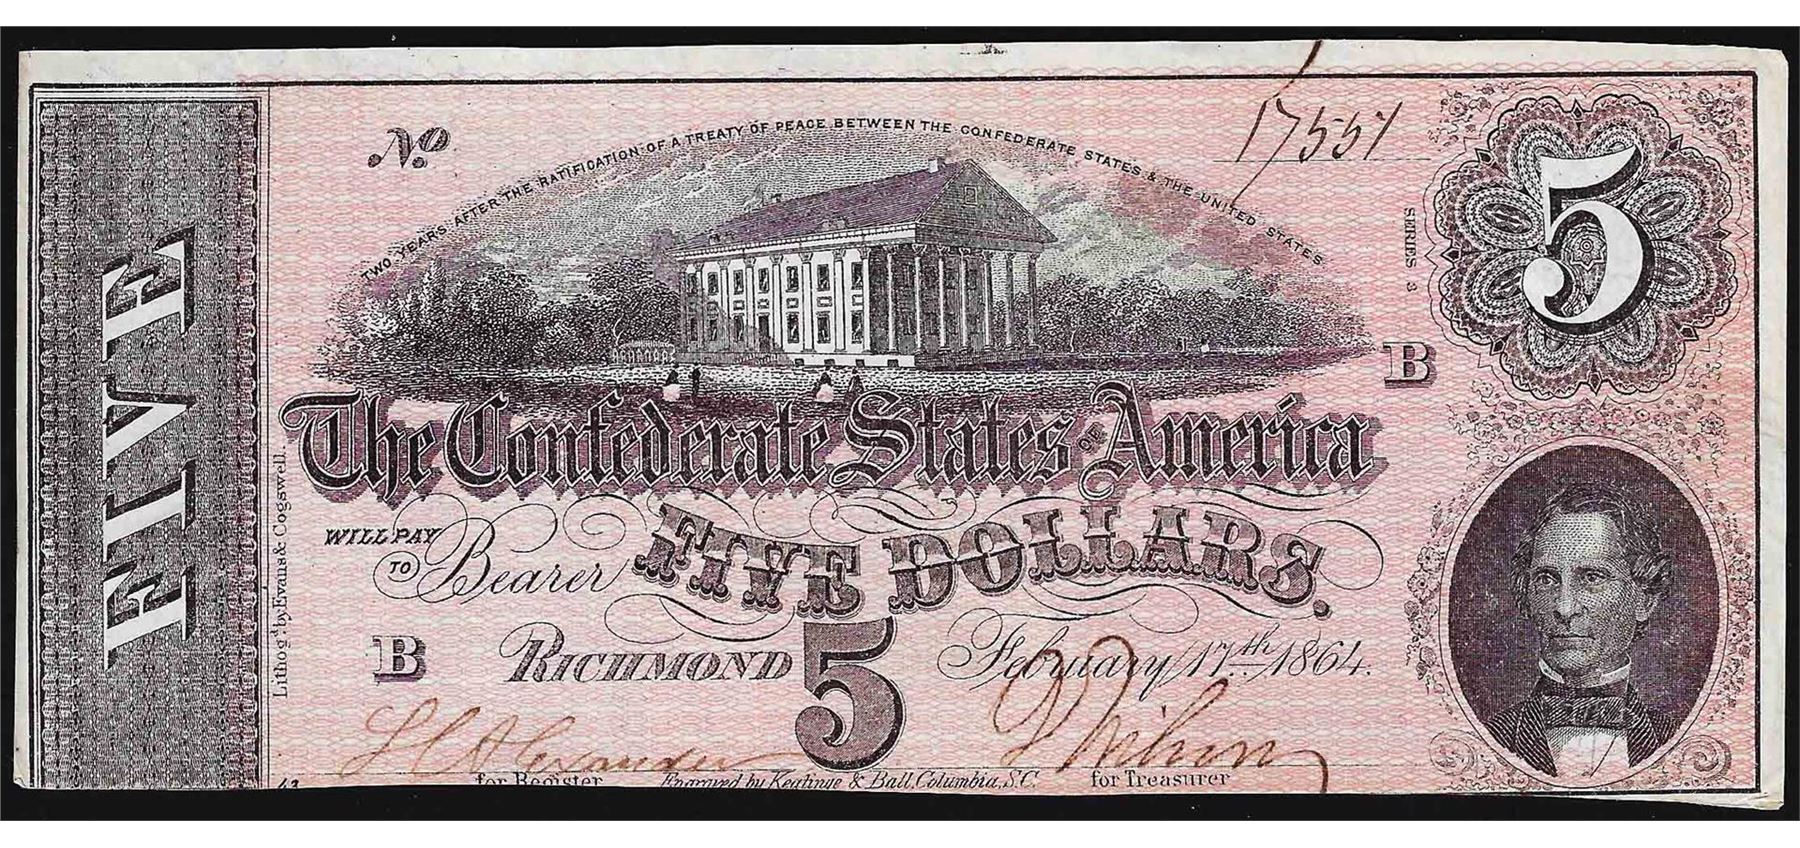 No
17551
TWO YEARS AFTER THE RATIFICATION OF A TREATY OF PEACE BETWEEN THE CONFEDERATE STATES & THE UNITED STATES
SERIES 3
5
B
FIVE
The Confederate States OF America
WILL PAY
TO Bearer FIVE DOLLARS.
Lithog'd by Evans & Cogswell.
B RICHMOND 5 February 17th 1864.
for Register Engraved by Keatinge & Ball, Columbia, S.C. for Treasurer